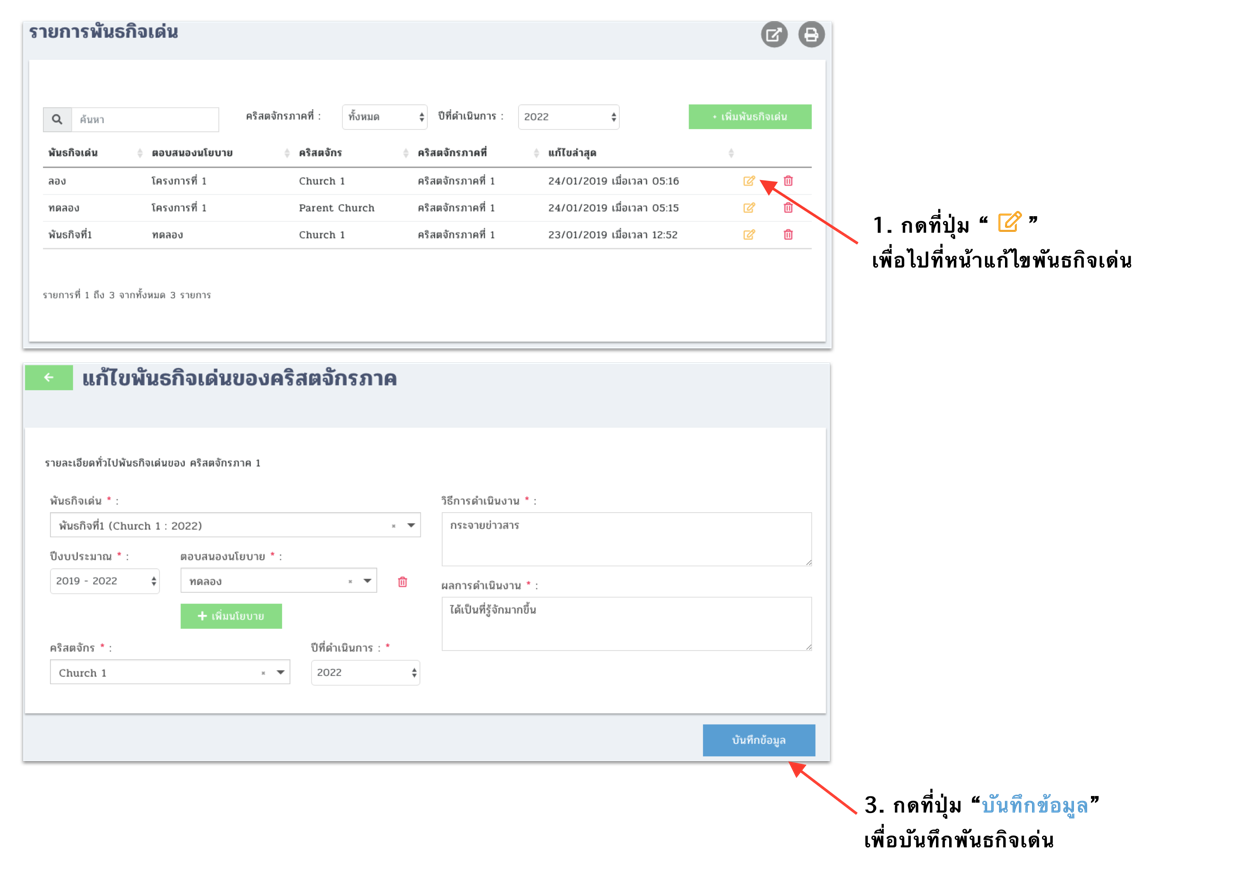 รายการพันธกิจเด่น
ค้นหา
คริสตจักรภาคที่ :
ทั้งหมด
ปีที่ดำเนินการ :
2022
+ เพิ่มพันธกิจเด่น
พันธกิจเด่น ตอบสนองนโยบาย คริสตจักร คริสตจักรภาคที่ แก้ไขล่าสุด
ลอง โครงการที่ 1 Church 1 คริสตจักรภาคที่ 1 24/01/2019 เมื่อเวลา 05:16
ทดลอง โครงการที่ 1 Parent Church คริสตจักรภาคที่ 1 24/01/2019 เมื่อเวลา 05:15
พันธกิจที่1 ทดลอง Church 1 คริสตจักรภาคที่ 1 23/01/2019 เมื่อเวลา 12:52
รายการที่ 1 ถึง 3 จากทั้งหมด 3 รายการ
1. กดที่ปุ่ม “ ”
เพื่อไปที่หน้าแก้ไขพันธกิจเด่น
แก้ไขพันธกิจเด่นของคริสตจักรภาค
รายละเอียดทั่วไปพันธกิจเด่นของ คริสตจักรภาค 1
พันธกิจเด่น * :
พันธกิจที่1 (Church 1 : 2022) ×
ปีงบประมาณ * : ตอบสนองนโยบาย * :
2019 - 2022 ทดลอง ×
+ เพิ่มนโยบาย
คริสตจักร * : ปีที่ดำเนินการ : *
Church 1 × 2022
วิธีการดำเนินงาน * :
กระจายข่าวสาร
ผลการดำเนินงาน * :
ได้เป็นที่รู้จักมากขึ้น
บันทึกข้อมูล
3. กดที่ปุ่ม “บันทึกข้อมูล”
เพื่อบันทึกพันธกิจเด่น